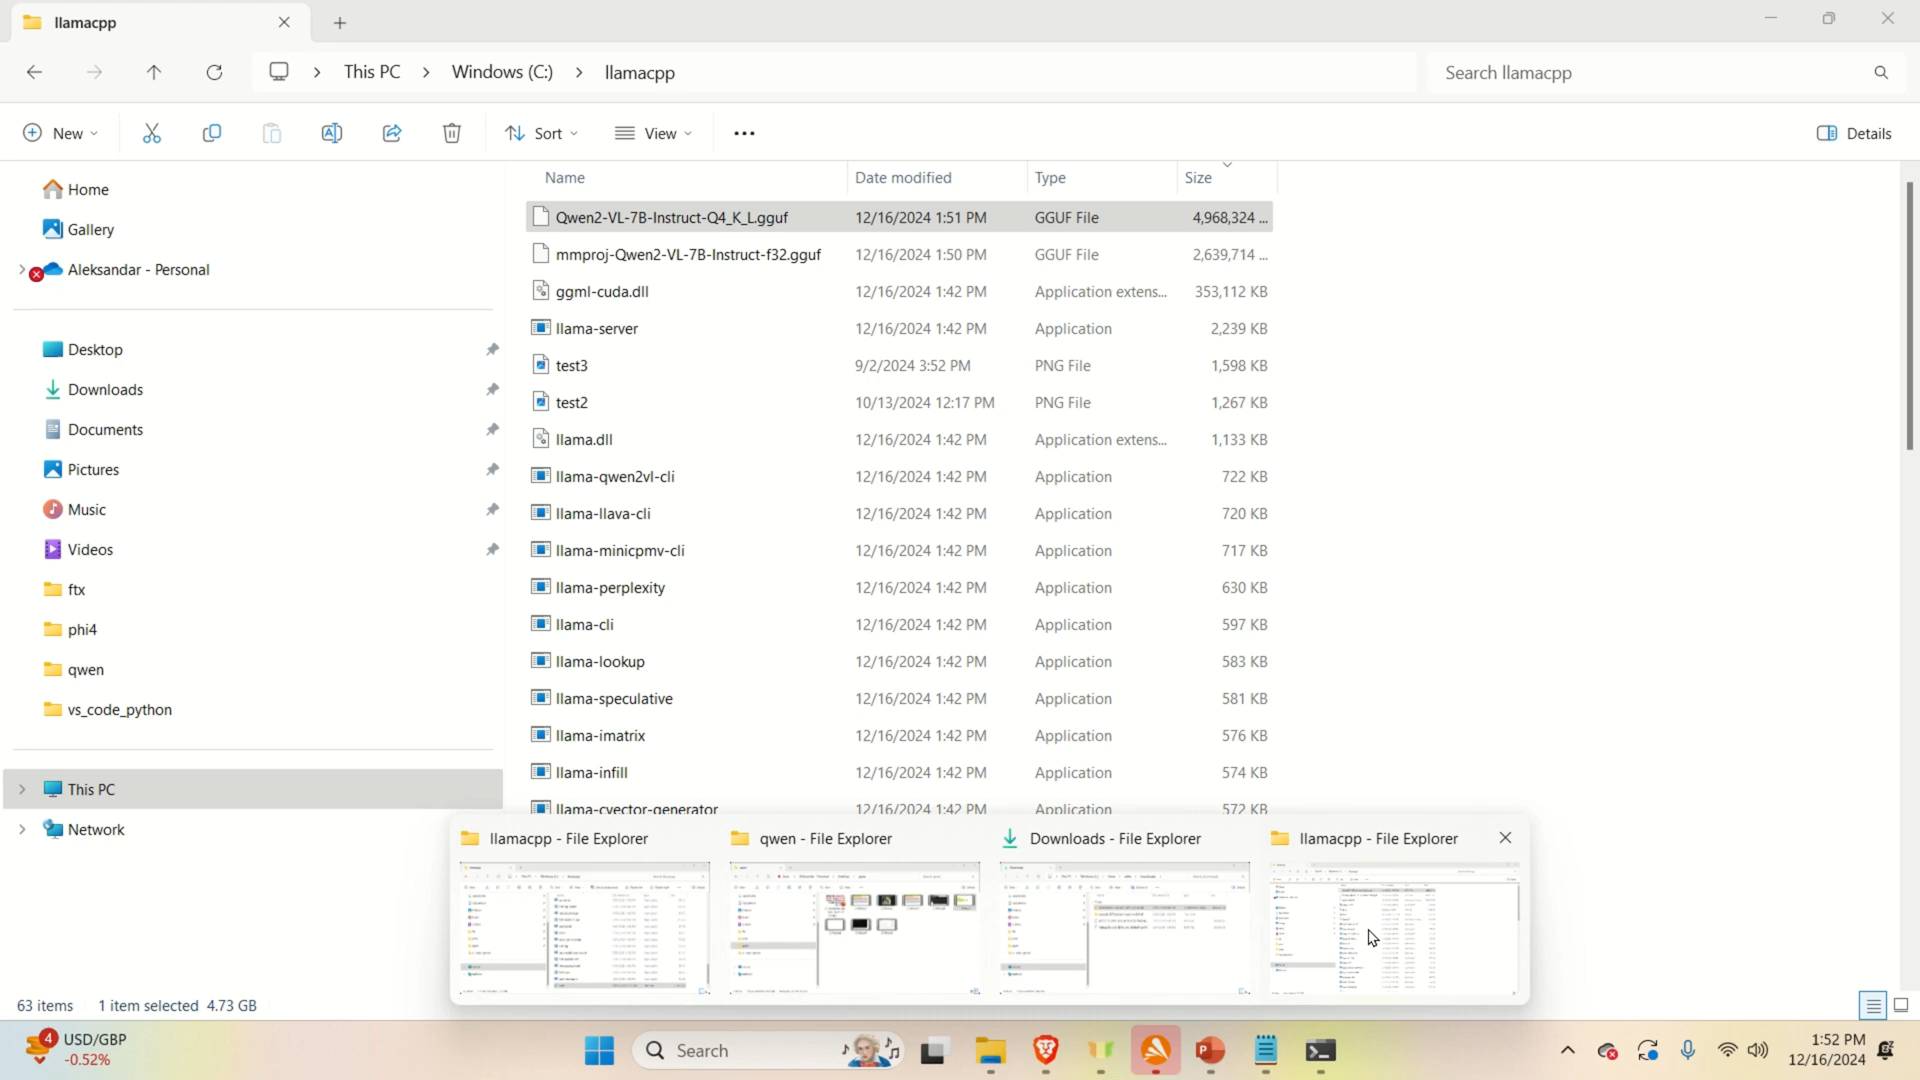 llamacpp
This PC
Windows (C:)
llamacpp
Search llamacpp
New
Sort
View
Details
Home
Gallery
Aleksandar - Personal
Desktop
Downloads
Documents
Pictures
Music
Videos
ftx
phi4
qwen
vs_code_python
This PC
Network
Name Date modified Type Size
Qwen2-VL-7B-Instruct-Q4_K_L.gguf 12/16/2024 1:51 PM GGUF File 4,968,324 ...
mmproj-Qwen2-VL-7B-Instruct-f32.gguf 12/16/2024 1:50 PM GGUF File 2,639,714 ...
ggml-cuda.dll 12/16/2024 1:42 PM Application extens... 353,112 KB
llama-server 12/16/2024 1:42 PM Application 2,239 KB
test3 9/2/2024 3:52 PM PNG File 1,598 KB
test2 10/13/2024 12:17 PM PNG File 1,267 KB
llama.dll 12/16/2024 1:42 PM Application extens... 1,133 KB
llama-qwen2vl-cli 12/16/2024 1:42 PM Application 722 KB
llama-llava-cli 12/16/2024 1:42 PM Application 720 KB
llama-minicpmv-cli 12/16/2024 1:42 PM Application 717 KB
llama-perplexity 12/16/2024 1:42 PM Application 630 KB
llama-cli 12/16/2024 1:42 PM Application 597 KB
llama-lookup 12/16/2024 1:42 PM Application 583 KB
llama-speculative 12/16/2024 1:42 PM Application 581 KB
llama-imatrix 12/16/2024 1:42 PM Application 576 KB
llama-infill 12/16/2024 1:42 PM Application 574 KB
llama-cvector-generator 12/16/2024 1:42 PM Application 572 KB
llamacpp - File Explorer
qwen - File Explorer
Downloads - File Explorer
llamacpp - File Explorer
63 items 1 item selected 4.73 GB
4
USD/GBP
-0.52%
Search
1:52 PM
12/16/2024